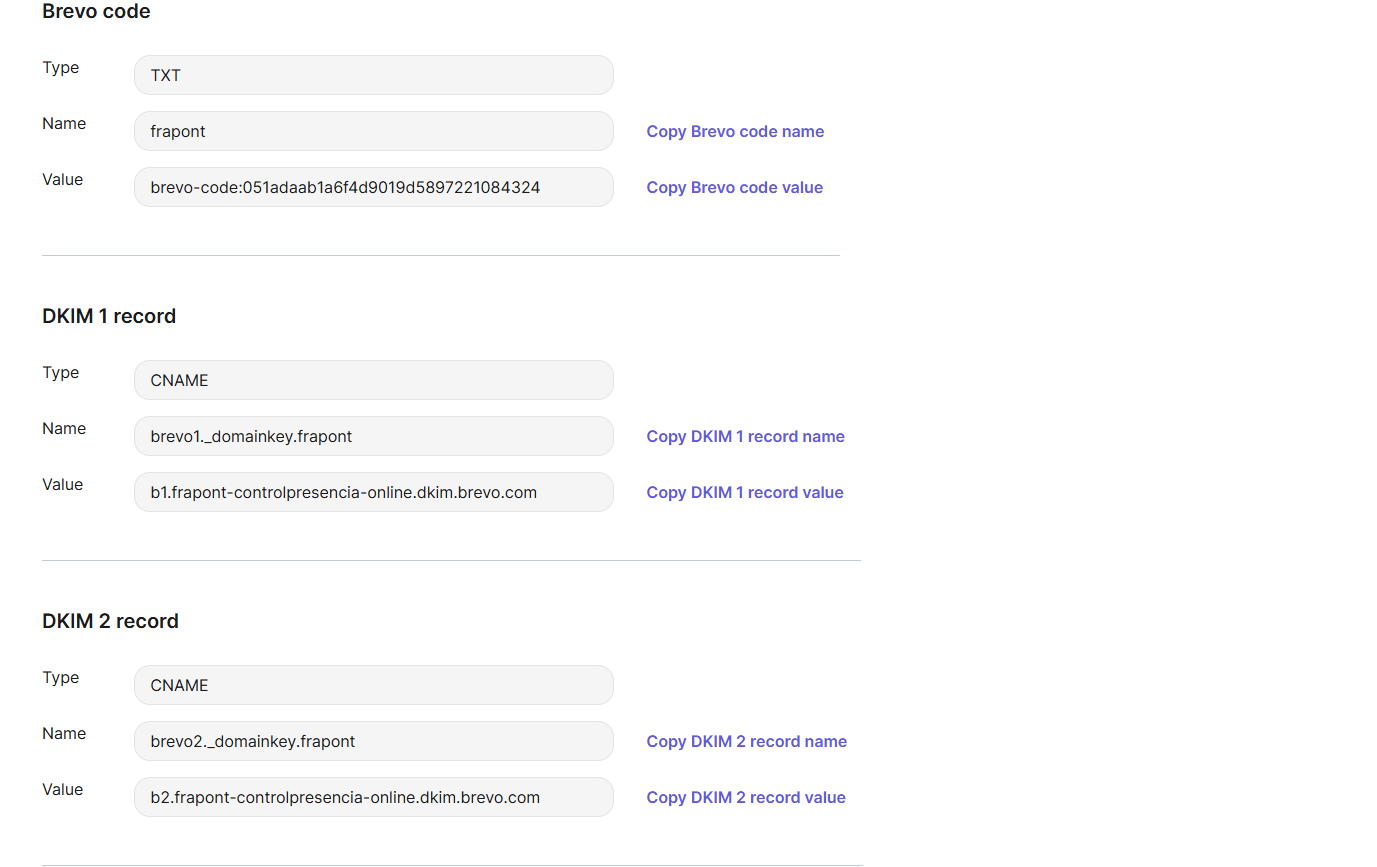 Brevo code
Type
TXT
Name
frapont
Copy Brevo code name
Value
brevo-code:051adaab1a6f4d9019d5897221084324
Copy Brevo code value
DKIM 1 record
Type
CNAME
Name
brevo1._domainkey.frapont
Copy DKIM 1 record name
Value
b1.frapont-controlpresencia-online.dkim.brevo.com
Copy DKIM 1 record value
DKIM 2 record
Type
CNAME
Name
brevo2._domainkey.frapont
Copy DKIM 2 record name
Value
b2.frapont-controlpresencia-online.dkim.brevo.com
Copy DKIM 2 record value